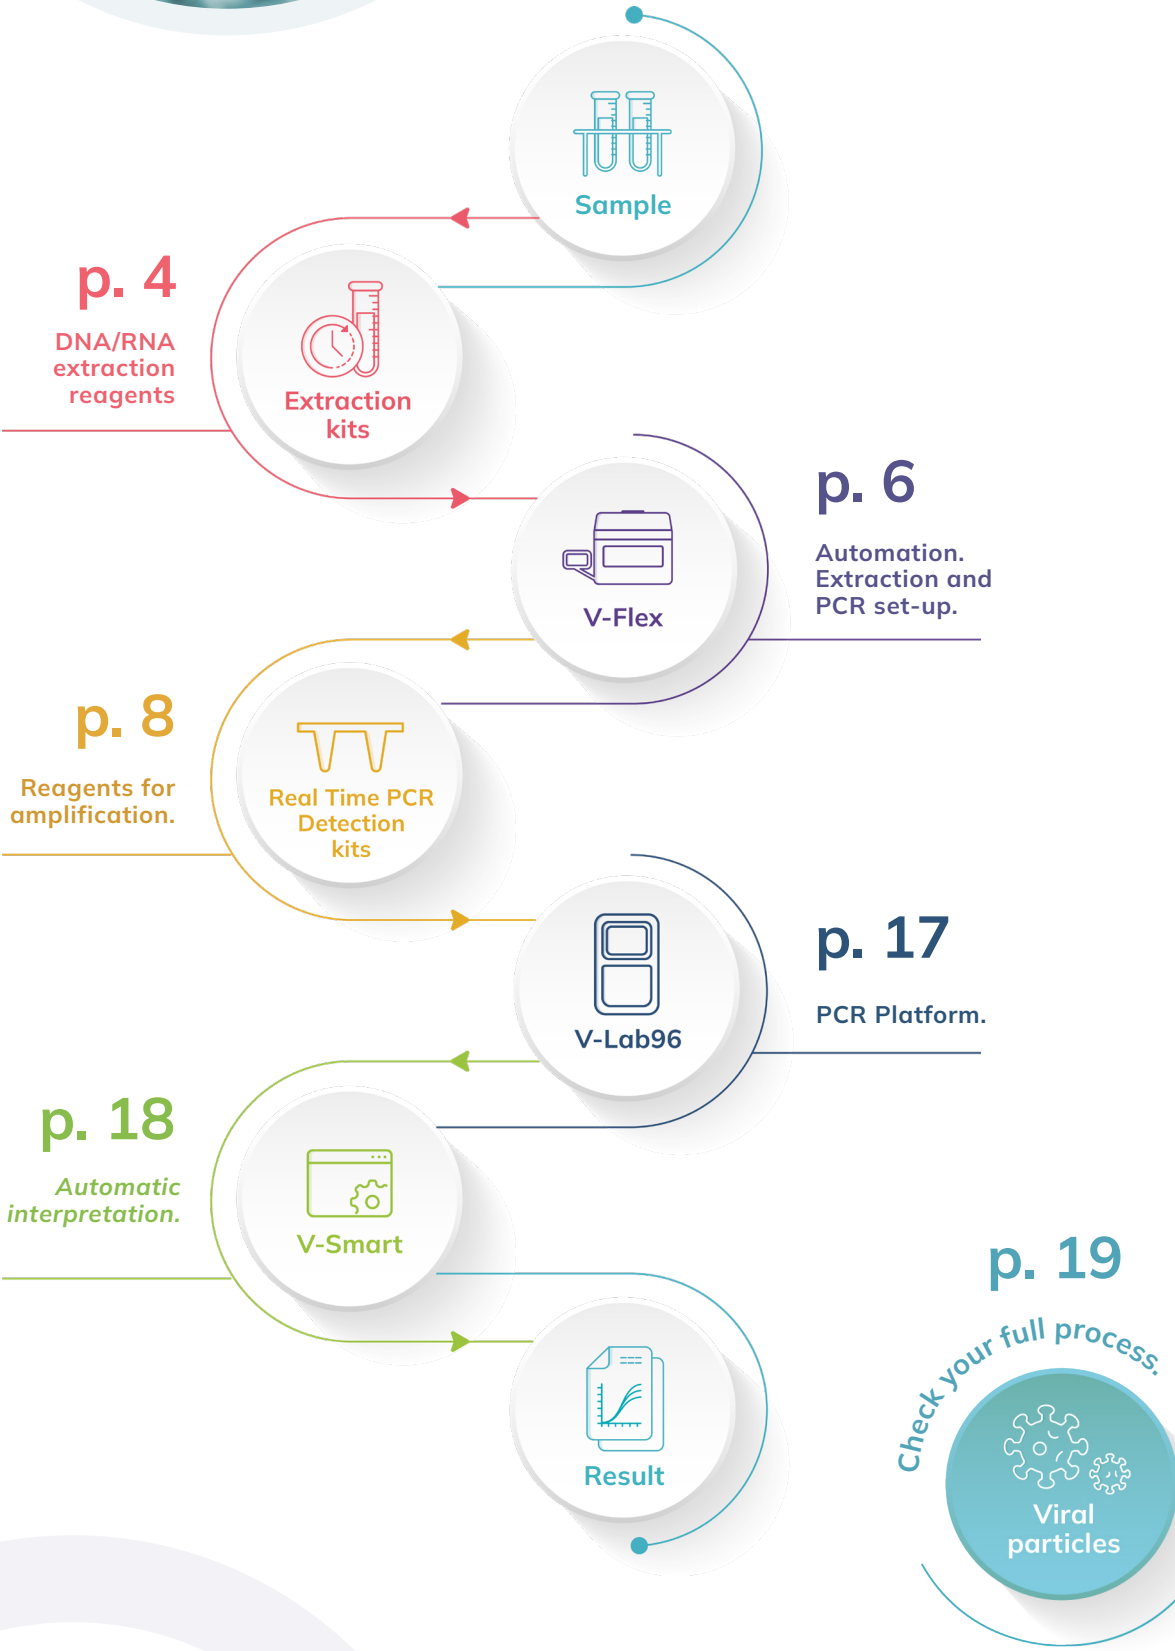 Sample
p. 4
DNA/RNA
extraction
reagents
Extraction
kits
p. 6
Automation.
Extraction and
PCR set-up.
V-Flex
p. 8
Reagents for
amplification.
Real Time PCR
Detection
kits
p. 17
PCR Platform.
V-Lab96
p. 18
Automatic
interpretation.
V-Smart
Result
p. 19
Check your full process.
Viral
particles